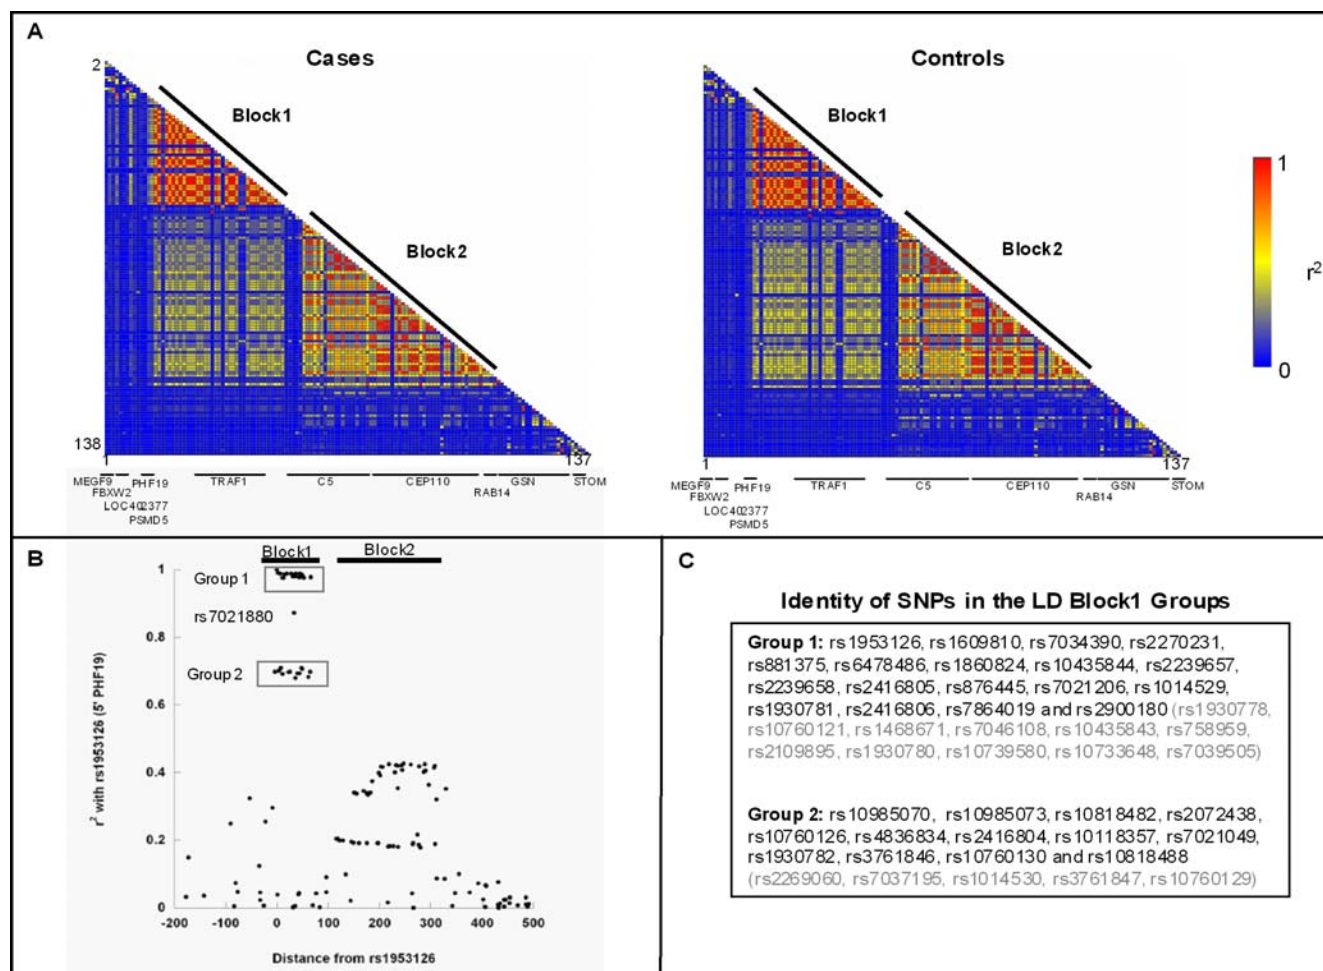 A
Cases
Controls
2
Block1
Block2
138
1
137
MEGF9
FBXW2
LOC402377
PSMD5
PHF19
TRAF1
C5
CEP110
RAB14
GSN
STOM
Block1
Block2
1
137
MEGF9
FBXW2
LOC402377
PSMD5
PHF19
TRAF1
C5
CEP110
RAB14
GSN
STOM
1
r²
0
B
Block1
Block2
Group 1
rs7021880
Group 2
r² with rs1953126 (5' PHF19)
1
0.8
0.6
0.4
0.2
0
-200
-100
0
100
200
300
400
500
Distance from rs1953126
C
Identity of SNPs in the LD Block1 Groups
Group 1: rs1953126, rs1609810, rs7034390, rs2270231,
rs881375, rs6478486, rs1860824, rs10435844, rs2239657,
rs2239658, rs2416805, rs876445, rs7021206, rs1014529,
rs1930781, rs2416806, rs7864019 and rs2900180 (rs1930778,
rs10760121, rs1468671, rs7046108, rs10435843, rs758959,
rs2109895, rs1930780, rs10739580, rs10733648, rs7039505)
Group 2: rs10985070, rs10985073, rs10818482, rs2072438,
rs10760126, rs4836834, rs2416804, rs10118357, rs7021049,
rs1930782, rs3761846, rs10760130 and rs10818488
(rs2269060, rs7037195, rs1014530, rs3761847, rs10760129)